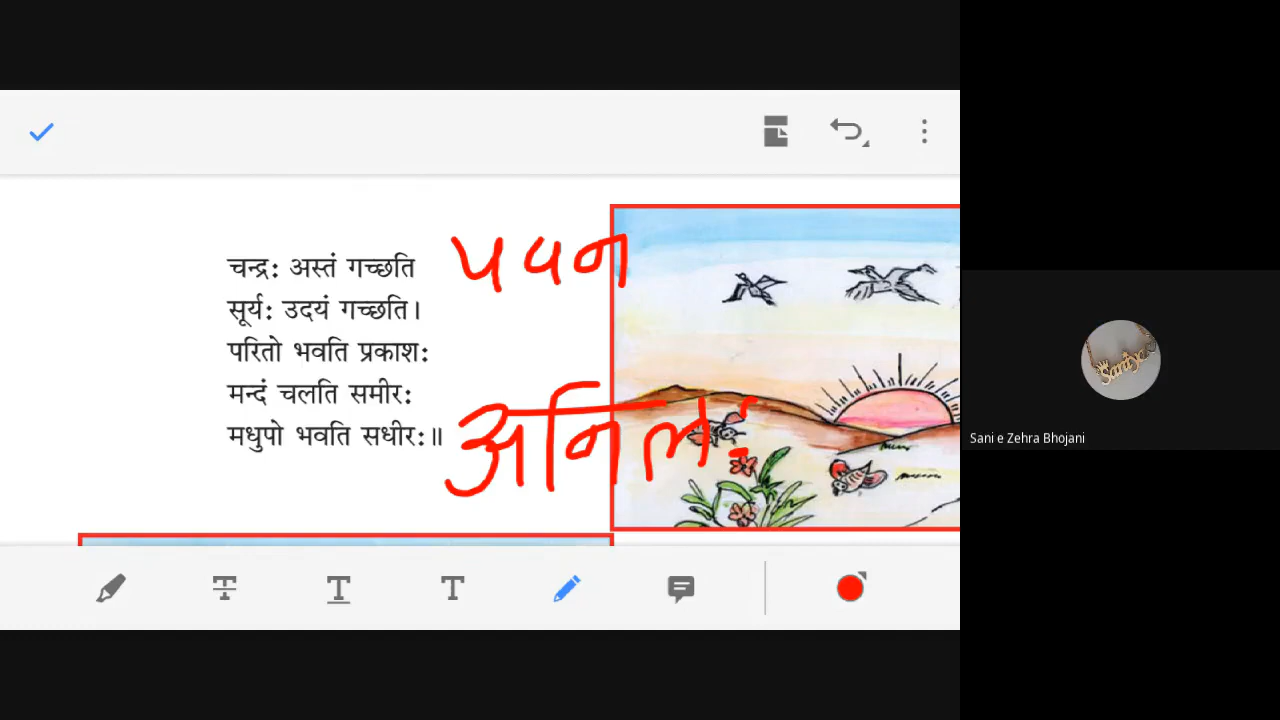 चन्द्र: अस्तं गच्छति
पवन
सूर्य: उदयं गच्छति।
परितो भवति प्रकाश:
मन्दं चलति समीर:
अनिल:
मधुपो भवति सधीर:॥
T
T
T
Saniye
Sani e Zehra Bhojani